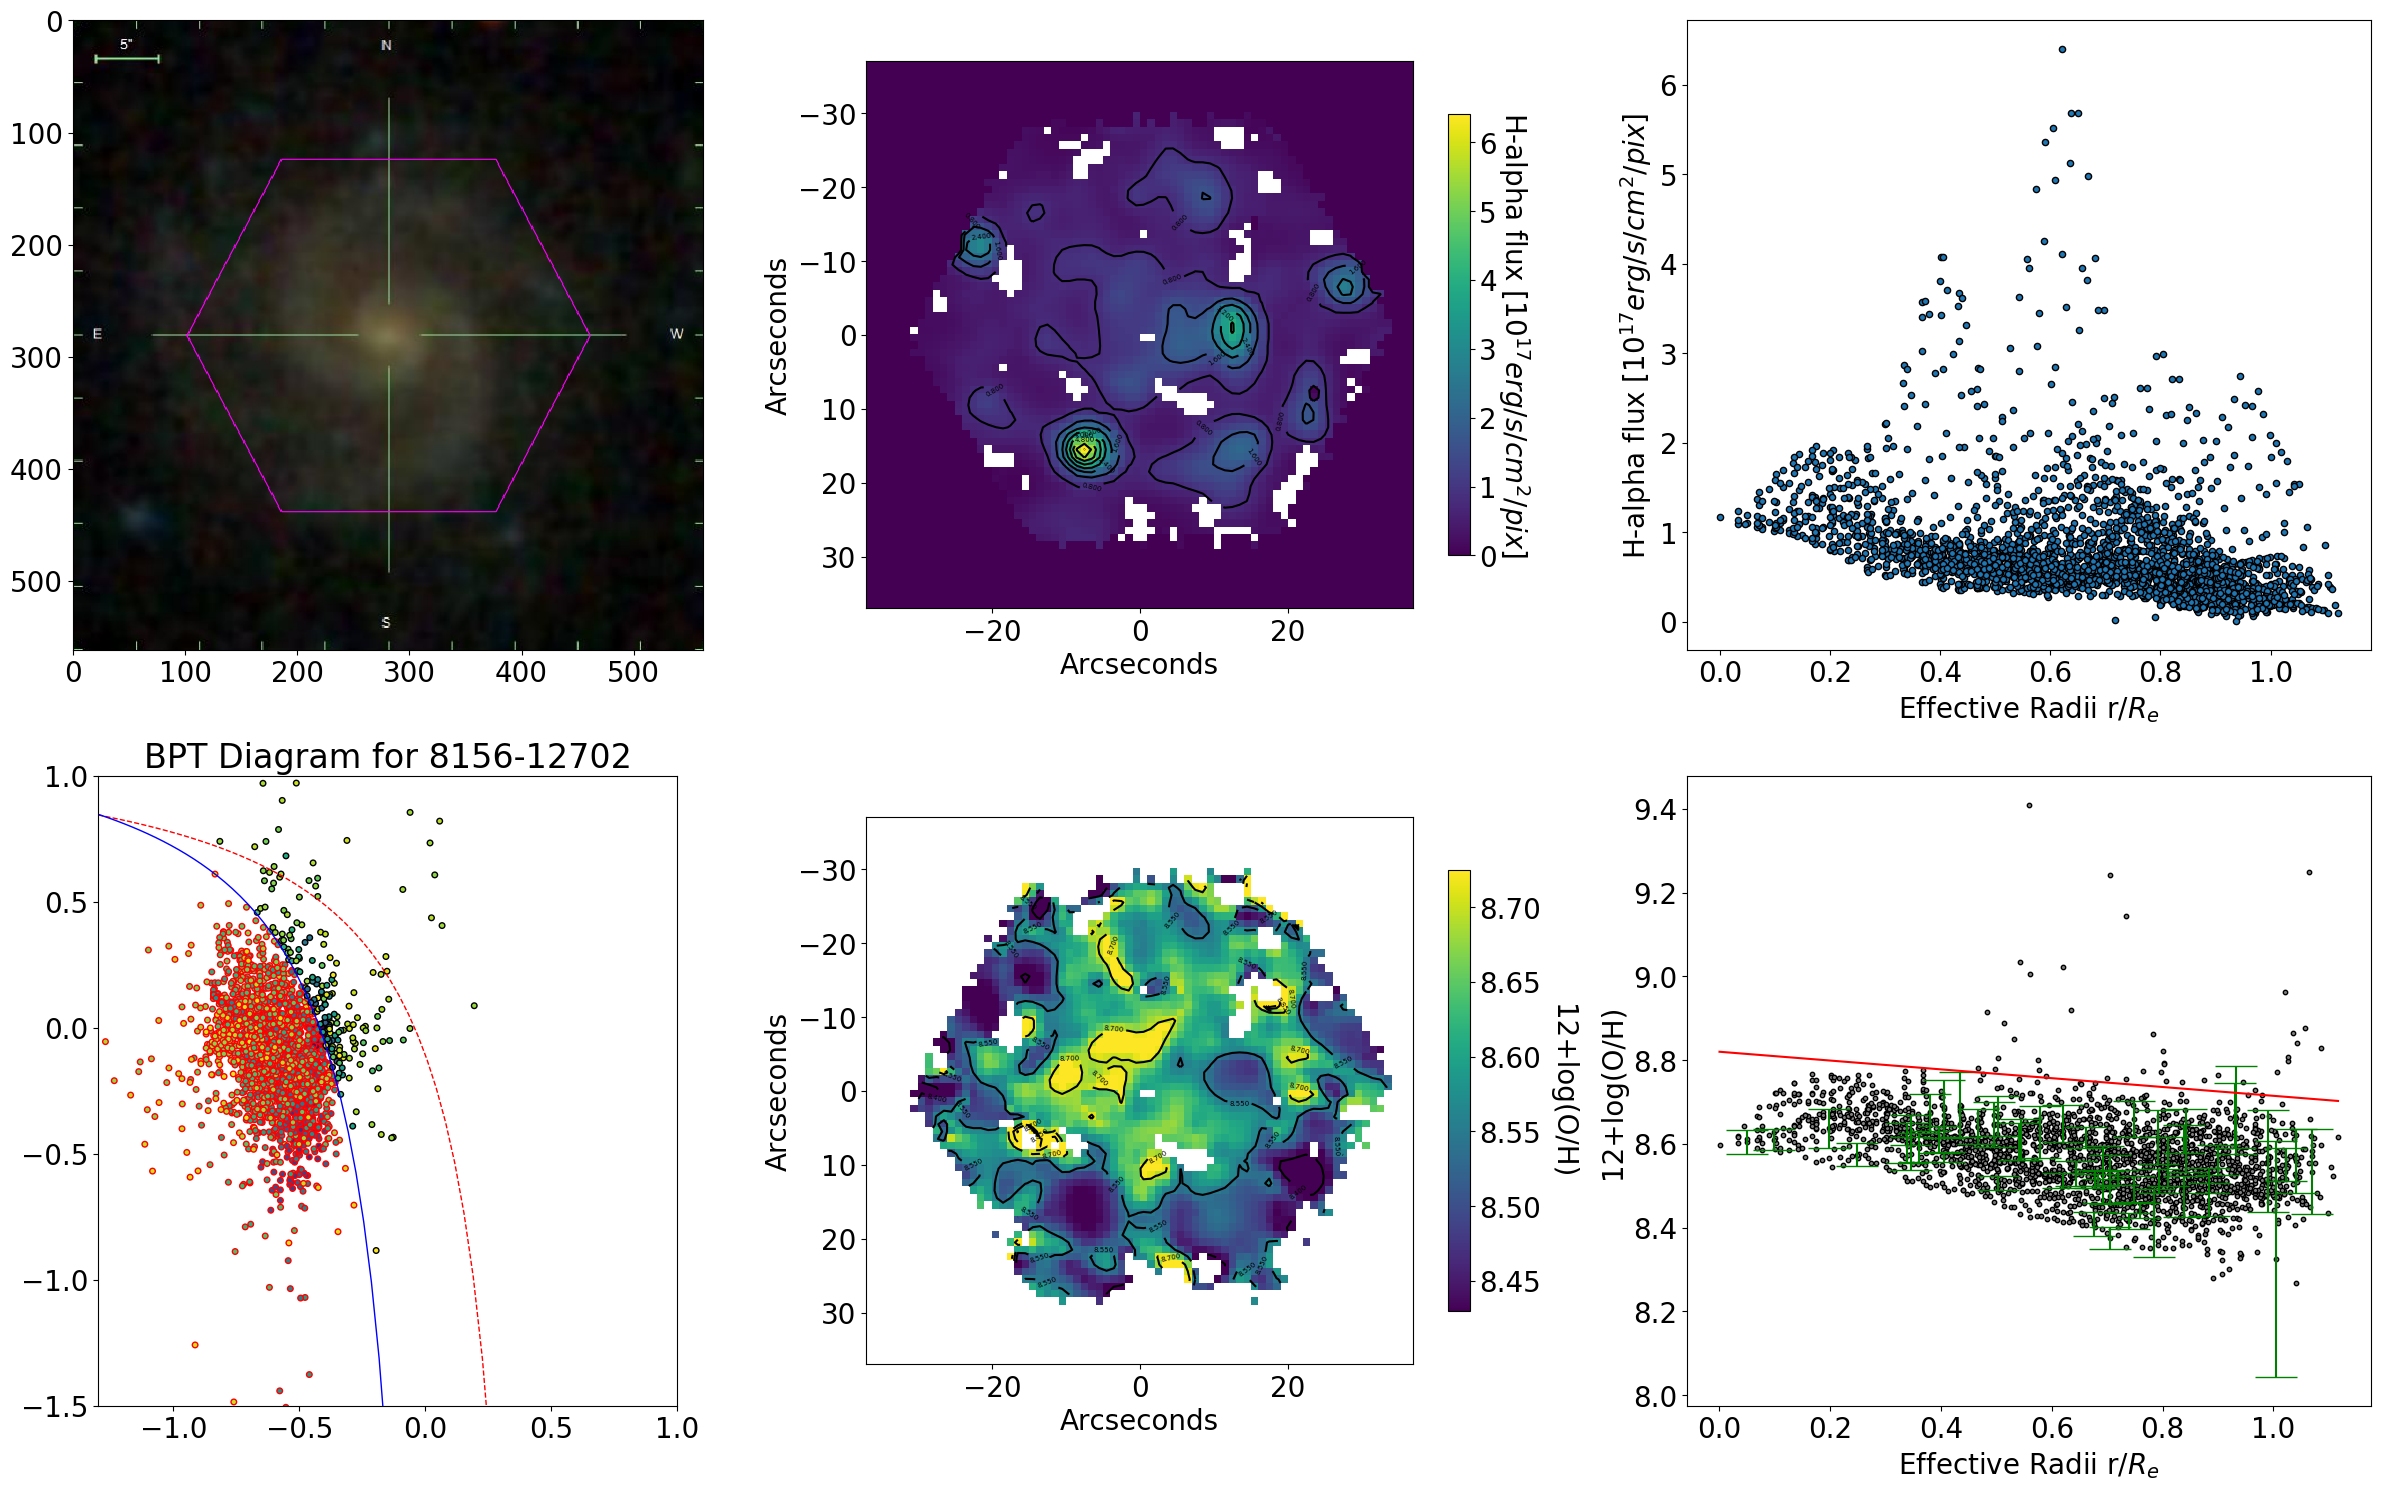 5"
N
E
W
S
0
100
200
300
400
500
0 100 200 300 400 500
−30
−20
−10
0
10
20
30
−20 0 20
Arcseconds
Arcseconds
6
5
4
3
2
1
0
H-alpha flux [10^17 erg/s/cm^2/pix]
H-alpha flux [10^17 erg/s/cm^2/pix]
6
5
4
3
2
1
0
0.0 0.2 0.4 0.6 0.8 1.0
Effective Radii r/R_e
BPT Diagram for 8156-12702
1.0
0.5
0.0
−0.5
−1.0
−1.5
−1.0 −0.5 0.0 0.5 1.0
−30
−20
−10
0
10
20
30
−20 0 20
Arcseconds
Arcseconds
8.70
8.65
8.60
8.55
8.50
8.45
12+log(O/H)
12+log(O/H)
9.4
9.2
9.0
8.8
8.6
8.4
8.2
8.0
0.0 0.2 0.4 0.6 0.8 1.0
Effective Radii r/R_e